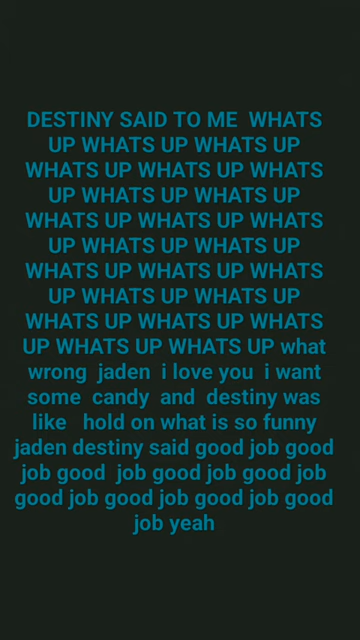 DESTINY SAID TO ME  WHATS
UP WHATS UP WHATS UP
WHATS UP WHATS UP WHATS
UP WHATS UP WHATS UP
WHATS UP WHATS UP WHATS
UP WHATS UP WHATS UP
WHATS UP WHATS UP WHATS
UP WHATS UP WHATS UP
WHATS UP WHATS UP WHATS
UP WHATS UP WHATS UP what
wrong  jaden  i love you  i want
some  candy  and  destiny was
like   hold on what is so funny
jaden destiny said good job good
job good  job good job good job
good job good job good job good
job yeah